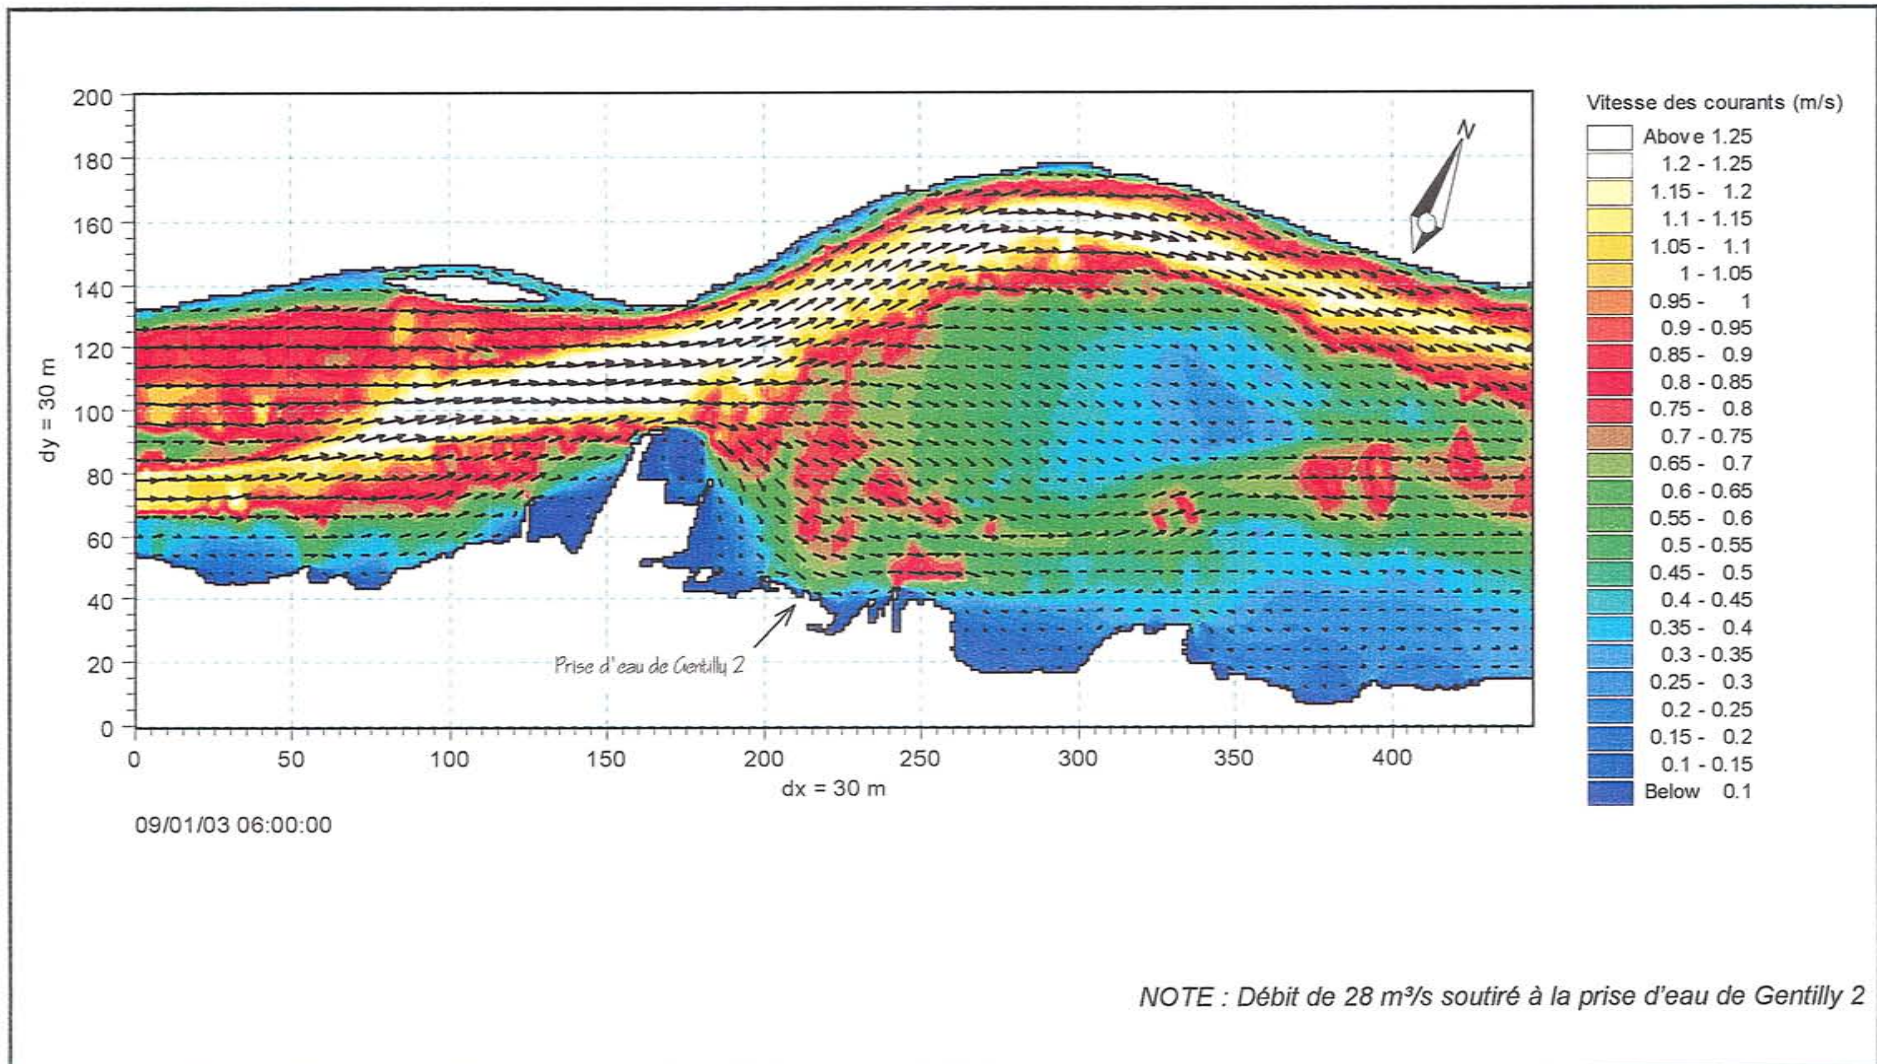 200
180
160
140
120
100
80
60
40
20
0
dy = 30 m
0 50 100 150 200 250 300 350 400
dx = 30 m
N
Prise d'eau de Gentilly 2
Vitesse des courants (m/s)
Above 1.25
1.2 - 1.25
1.15 - 1.2
1.1 - 1.15
1.05 - 1.1
1 - 1.05
0.95 - 1
0.9 - 0.95
0.85 - 0.9
0.8 - 0.85
0.75 - 0.8
0.7 - 0.75
0.65 - 0.7
0.6 - 0.65
0.55 - 0.6
0.5 - 0.55
0.45 - 0.5
0.4 - 0.45
0.35 - 0.4
0.3 - 0.35
0.25 - 0.3
0.2 - 0.25
0.15 - 0.2
0.1 - 0.15
Below 0.1
09/01/03 06:00:00
NOTE : Débit de 28 m³/s soutiré à la prise d'eau de Gentilly 2